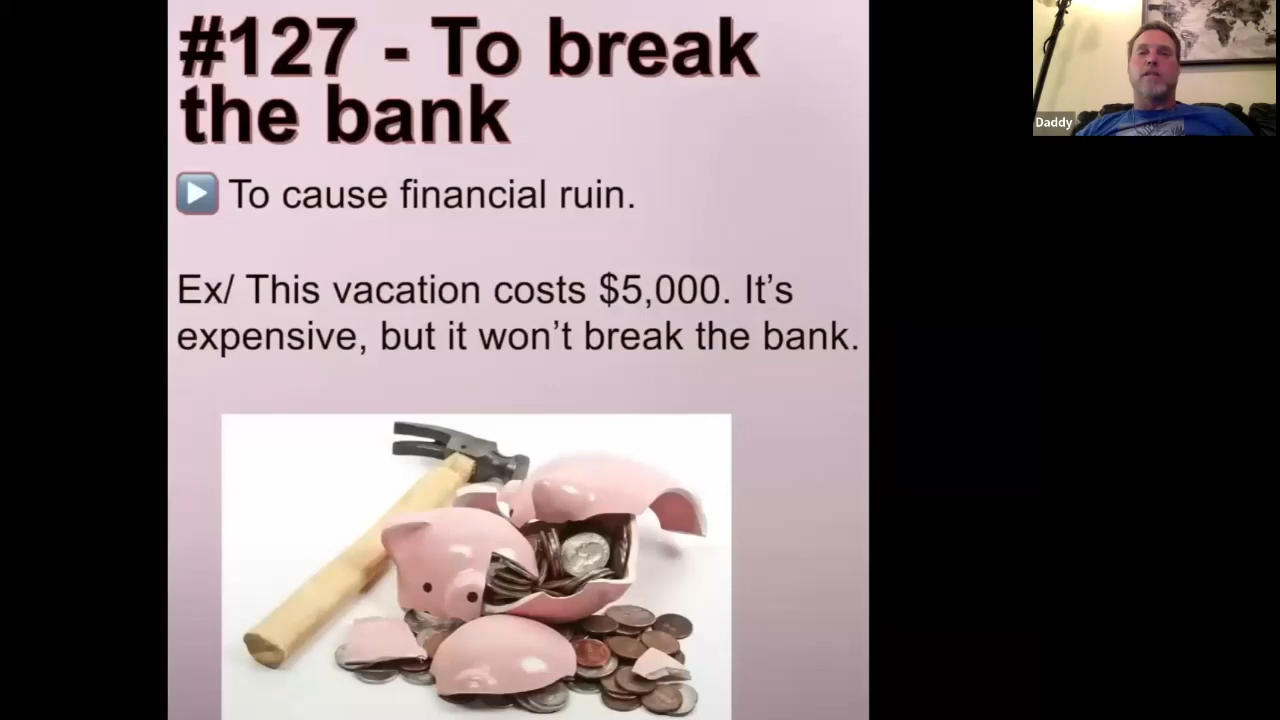 #127 - To break
the bank
▶ To cause financial ruin.
Ex/ This vacation costs $5,000. It's
expensive, but it won't break the bank.
Daddy